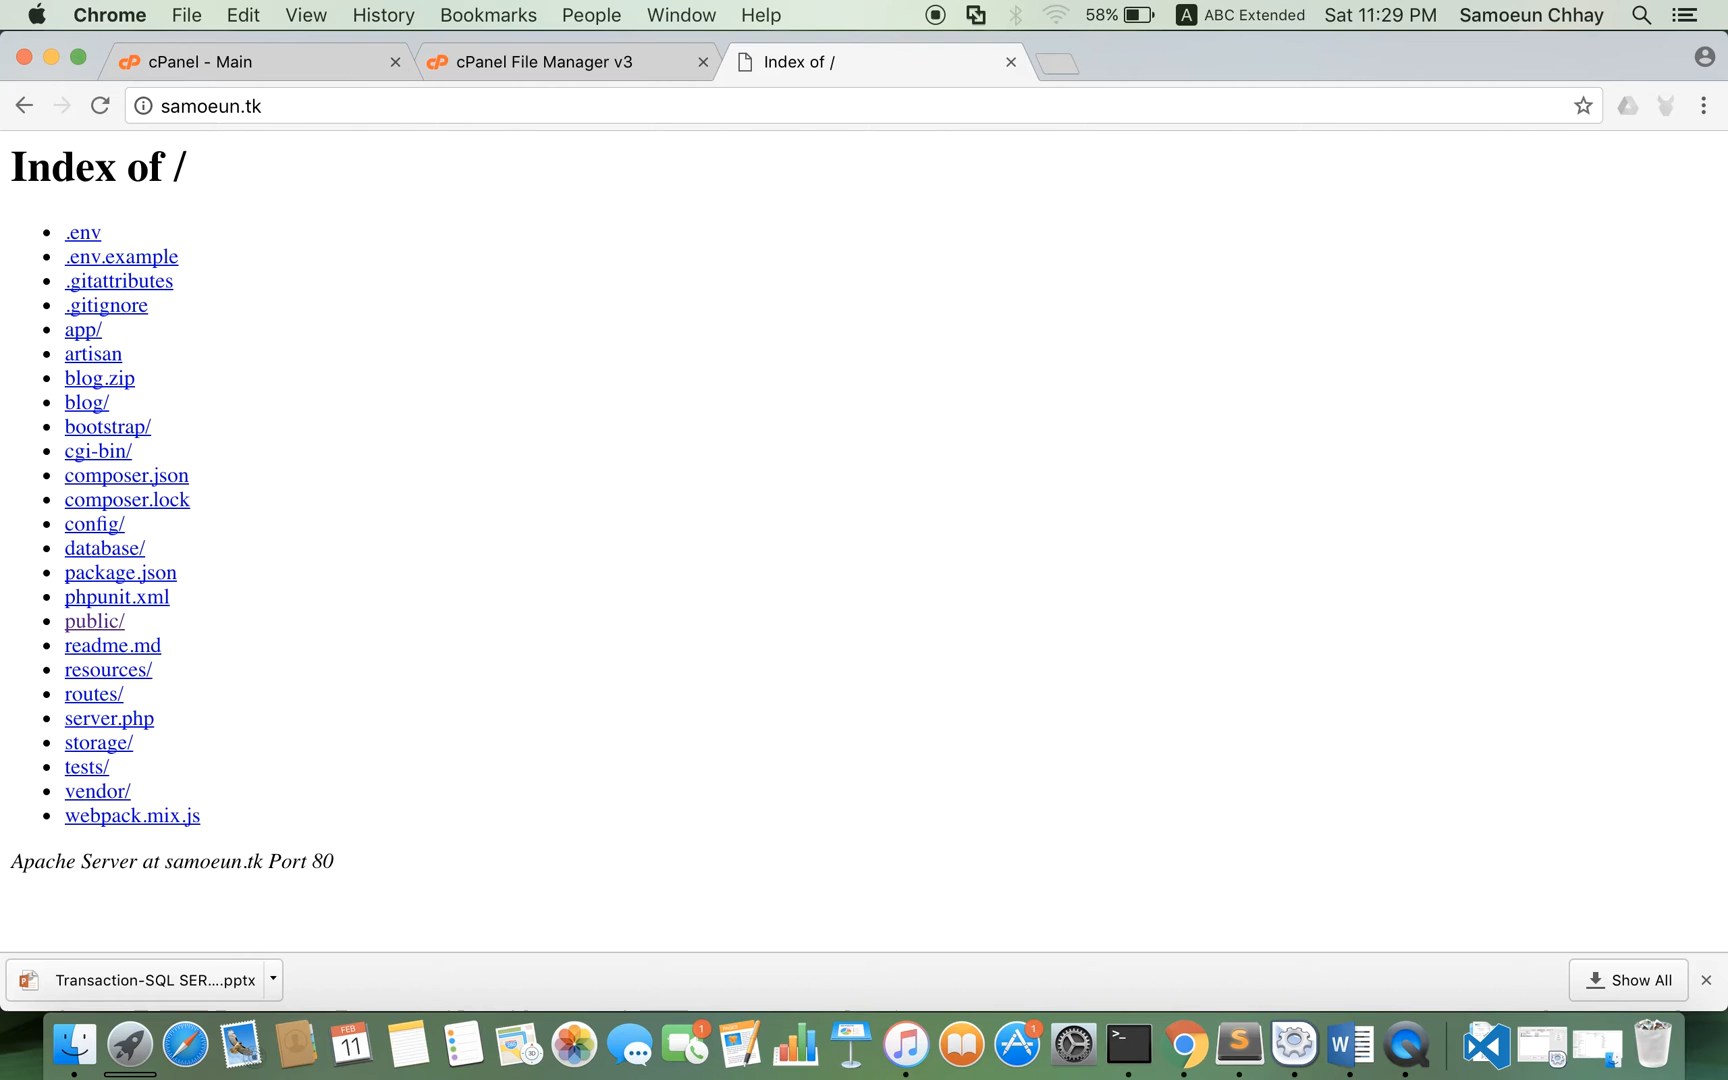 Chrome File Edit View History Bookmarks People Window Help 58% A ABC Extended Sat 11:29 PM Samoeun Chhay
cPanel - Main
cPanel File Manager v3
Index of /
samoeun.tk
Index of /
.env
.env.example
.gitattributes
.gitignore
app/
artisan
blog.zip
blog/
bootstrap/
cgi-bin/
composer.json
composer.lock
config/
database/
package.json
phpunit.xml
public/
readme.md
resources/
routes/
server.php
storage/
tests/
vendor/
webpack.mix.js
Apache Server at samoeun.tk Port 80
Transaction-SQL SER....pptx
Show All
FEB
11
1
1